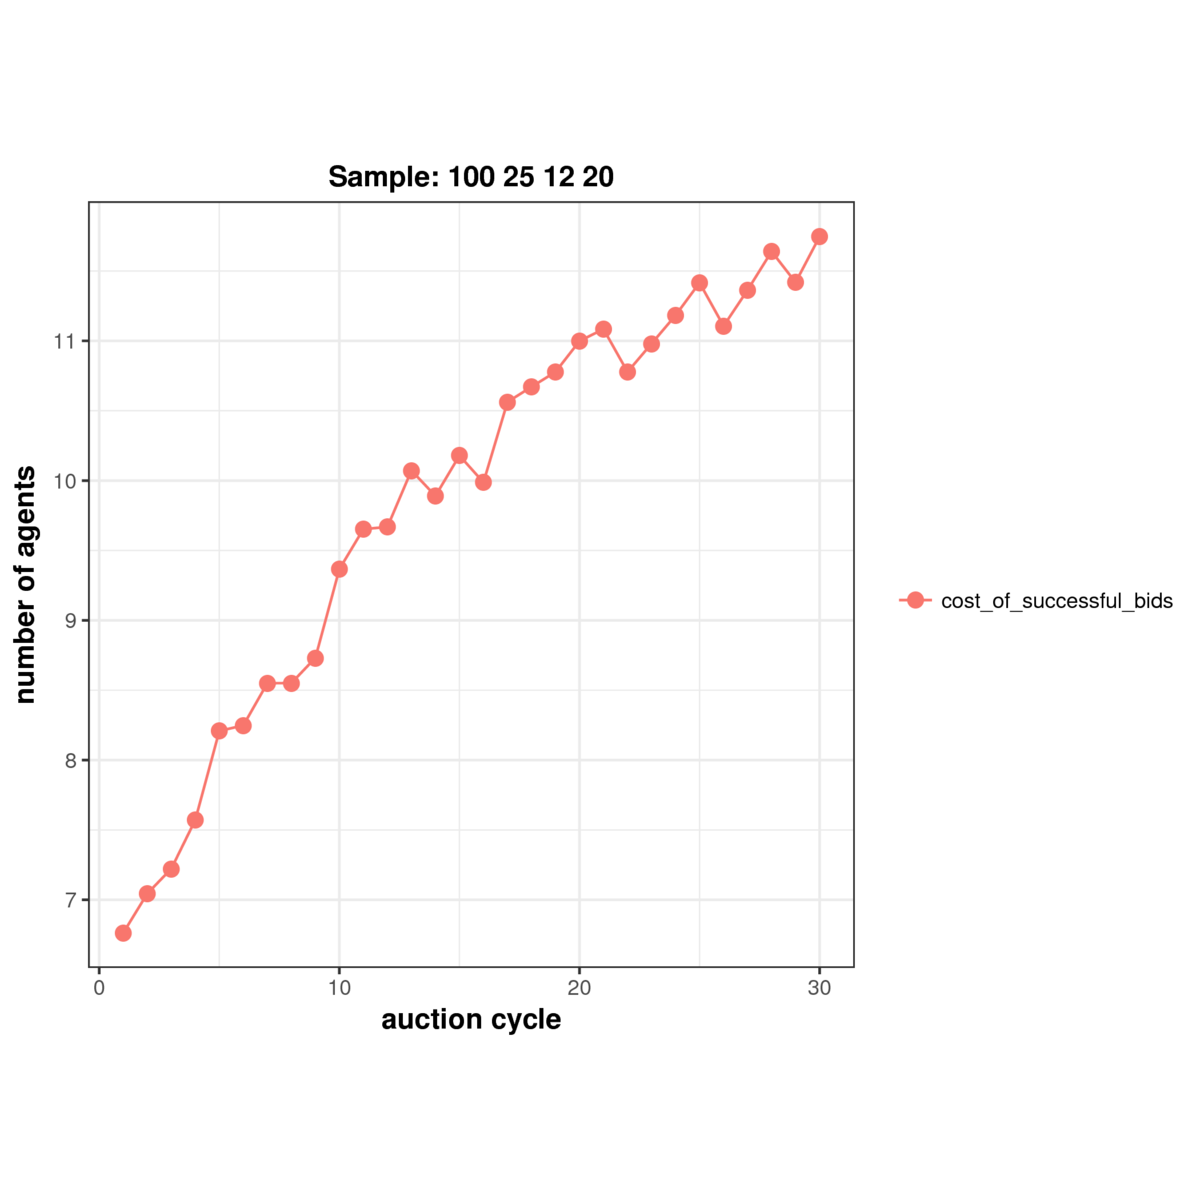 Sample: 100 25 12 20
number of agents
11
10
9
8
7
0 10 20 30
auction cycle
cost_of_successful_bids